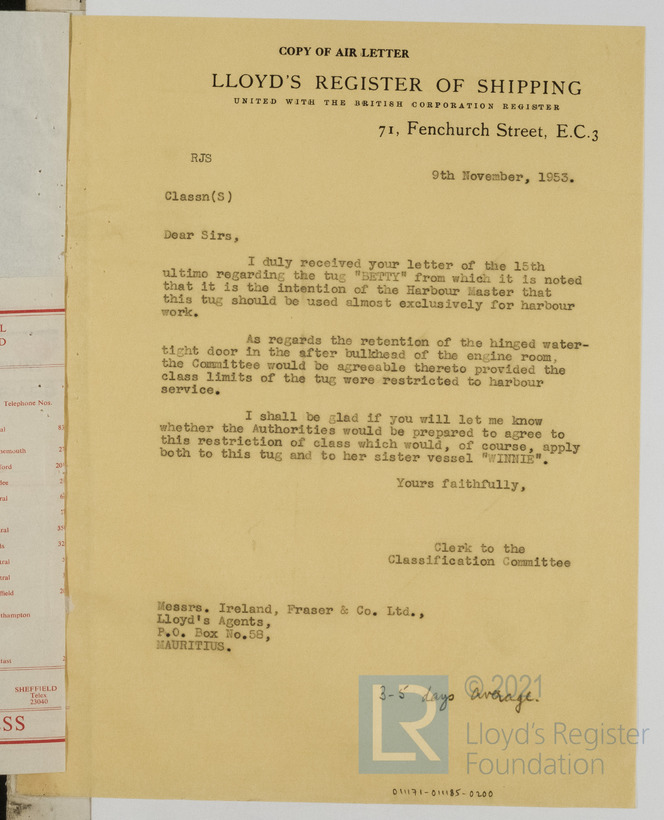 COPY OF AIR LETTER
LLOYD'S REGISTER OF SHIPPING
UNITED WITH THE BRITISH CORPORATION REGISTER
71, Fenchurch Street, E.C.3
RJS
9th November, 1953.
Classn(S)
Dear Sirs,
I duly received your letter of the 15th
ultimo regarding the tug "BETTY" from which it is noted
that it is the intention of the Harbour Master that
this tug should be used almost exclusively for harbour
work.
As regards the retention of the hinged water-
tight door in the after bulkhead of the engine room,
the Committee would be agreeable thereto provided the
class limits of the tug were restricted to harbour
service.
I shall be glad if you will let me know
whether the Authorities would be prepared to agree to
this restriction of class which would, of course, apply
both to this tug and to her sister vessel "WINNIE".
Yours faithfully,
Clerk to the
Classification Committee
Messrs. Ireland, Fraser & Co. Ltd.,
Lloyd's Agents,
P.O. Box No.58,
MAURITIUS.
3-5 days average.
© 2021
LR
Lloyd's Register
Foundation
011171-011185-0200
Telephone Nos:
SHEFFIELD
Telex
23040